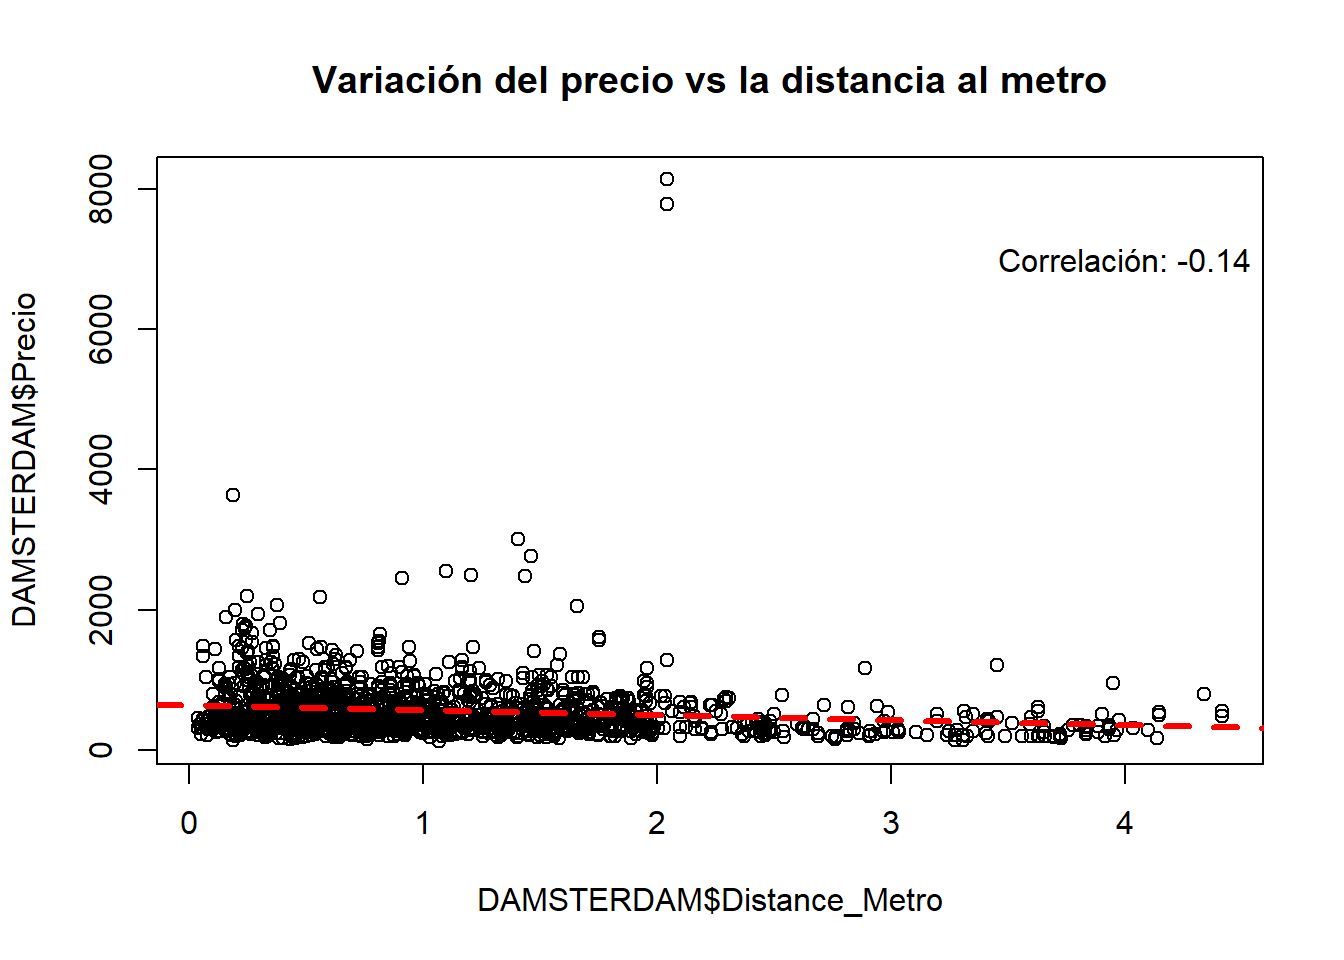 Variación del precio vs la distancia al metro
Correlación: -0.14
DAMSTERDAM$Precio
8000
6000
4000
2000
0
0 1 2 3 4
DAMSTERDAM$Distance_Metro